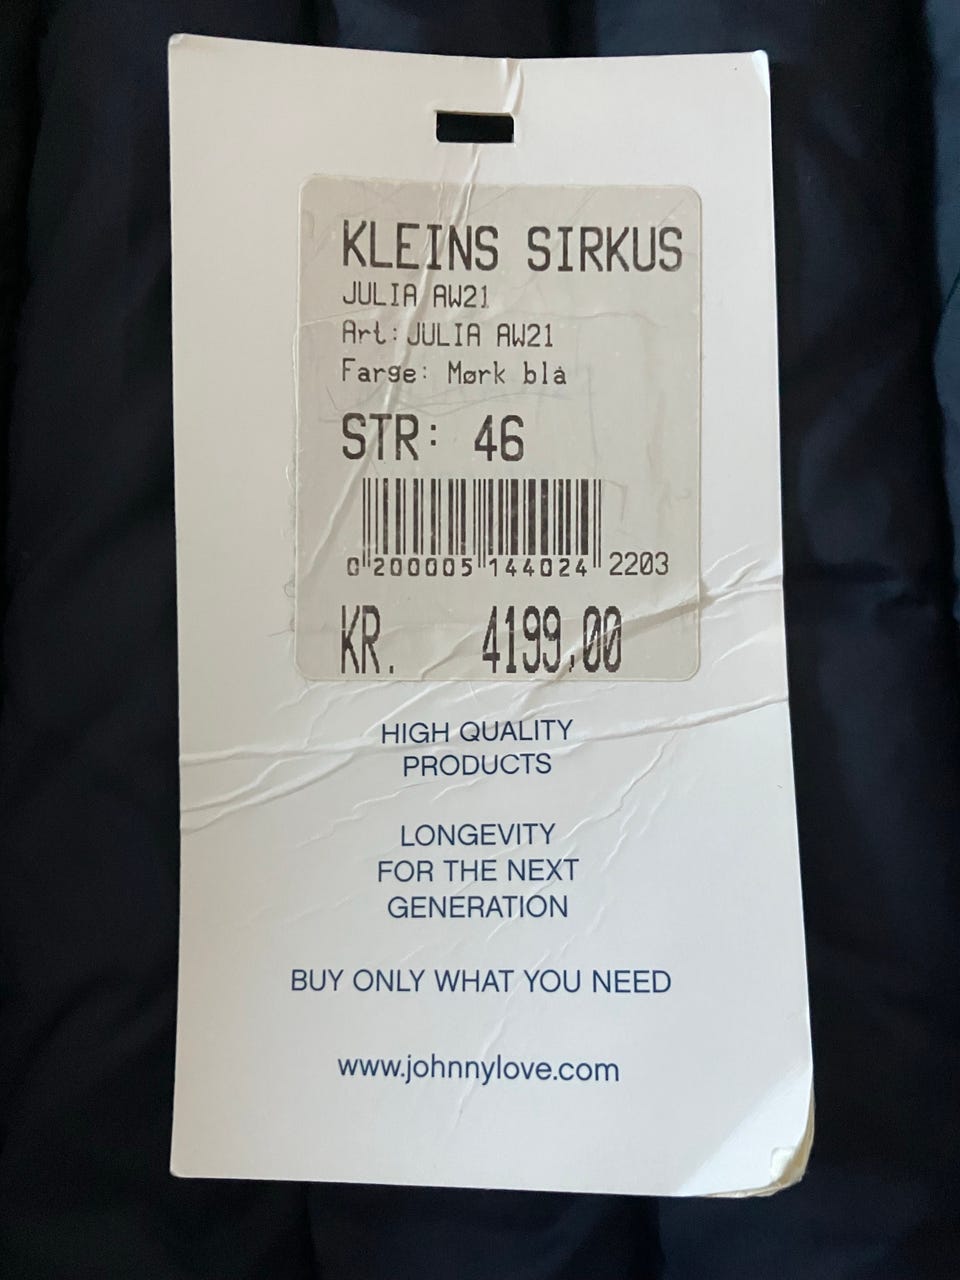 KLEINS SIRKUS
JULIA AW21
Art: JULIA AW21
Farge: Mørk blå
STR: 46
0 200005 144024 2203
KR. 4199,00
HIGH QUALITY
PRODUCTS
LONGEVITY
FOR THE NEXT
GENERATION
BUY ONLY WHAT YOU NEED
www.johnnylove.com